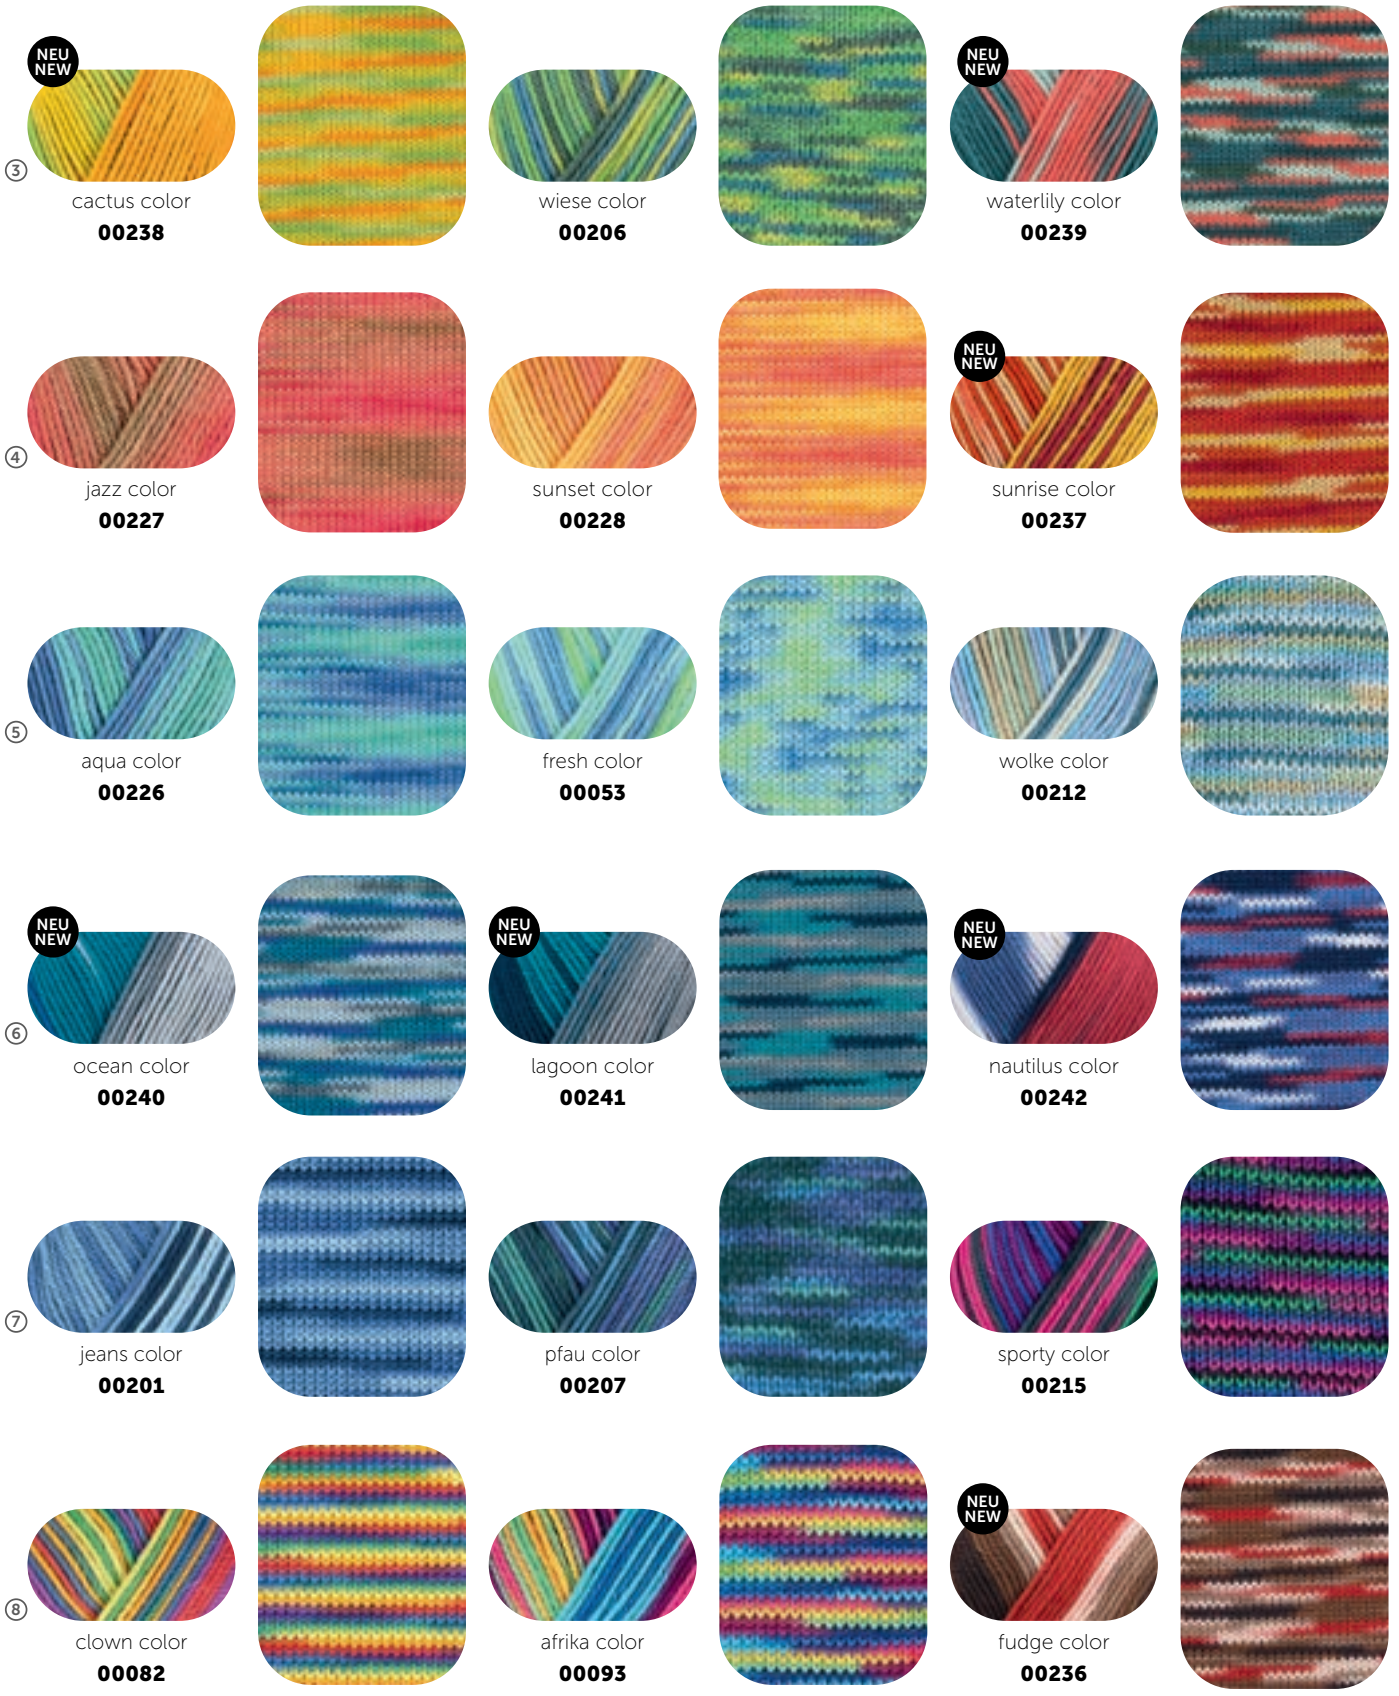 NEU
NEW
③
cactus color
00238
wiese color
00206
NEU
NEW
waterlily color
00239
④
jazz color
00227
sunset color
00228
NEU
NEW
sunrise color
00237
⑤
aqua color
00226
fresh color
00053
wolke color
00212
NEU
NEW
⑥
ocean color
00240
NEU
NEW
lagoon color
00241
NEU
NEW
nautilus color
00242
⑦
jeans color
00201
pfau color
00207
sporty color
00215
⑧
clown color
00082
afrika color
00093
NEU
NEW
fudge color
00236